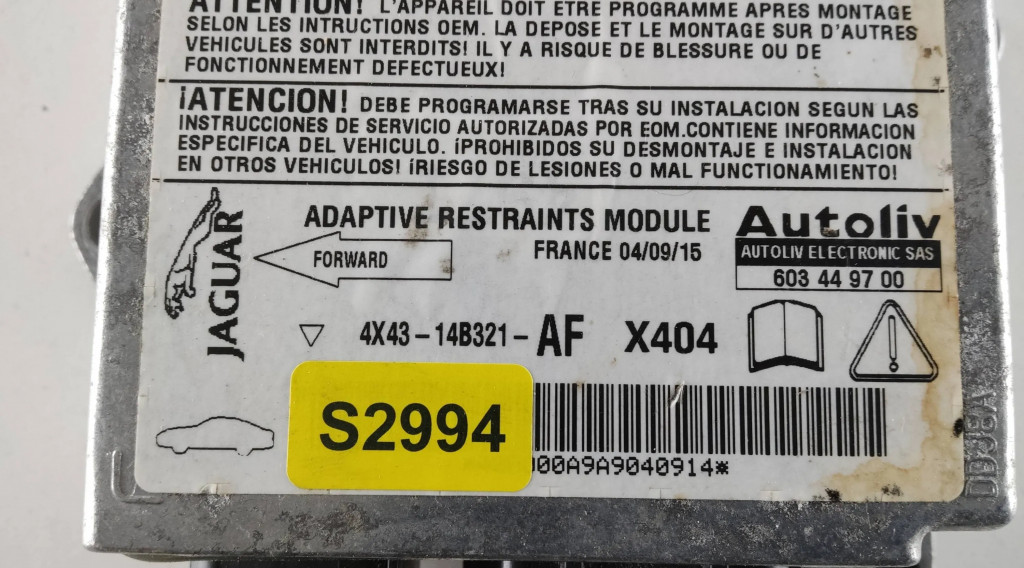 ATTENTION! L'APPAREIL DOIT ETRE PROGRAMME APRES MONTAGE
SELON LES INTRUCTIONS OEM. LA DEPOSE ET LE MONTAGE SUR D'AUTRES
VEHICULES SONT INTERDITS! IL Y A RISQUE DE BLESSURE OU DE
FONCTIONNEMENT DEFECTUEUX!
¡ATENCION! DEBE PROGRAMARSE TRAS SU INSTALACION SEGUN LAS
INSTRUCCIONES DE SERVICIO AUTORIZADAS POR EOM.CONTIENE INFORMACION
ESPECIFICA DEL VEHICULO. ¡PROHIBIDOS SU DESMONTAJE E INSTALACION
EN OTROS VEHICULOS! ¡RIESGO DE LESIONES O MAL FUNCTIONAMIENTO!
JAGUAR
ADAPTIVE RESTRAINTS MODULE
FORWARD
FRANCE 04/09/15
Autoliv
AUTOLIV ELECTRONIC SAS
603 44 97 00
4X43-14B321-AF X404
S2994
00A9A9040914*